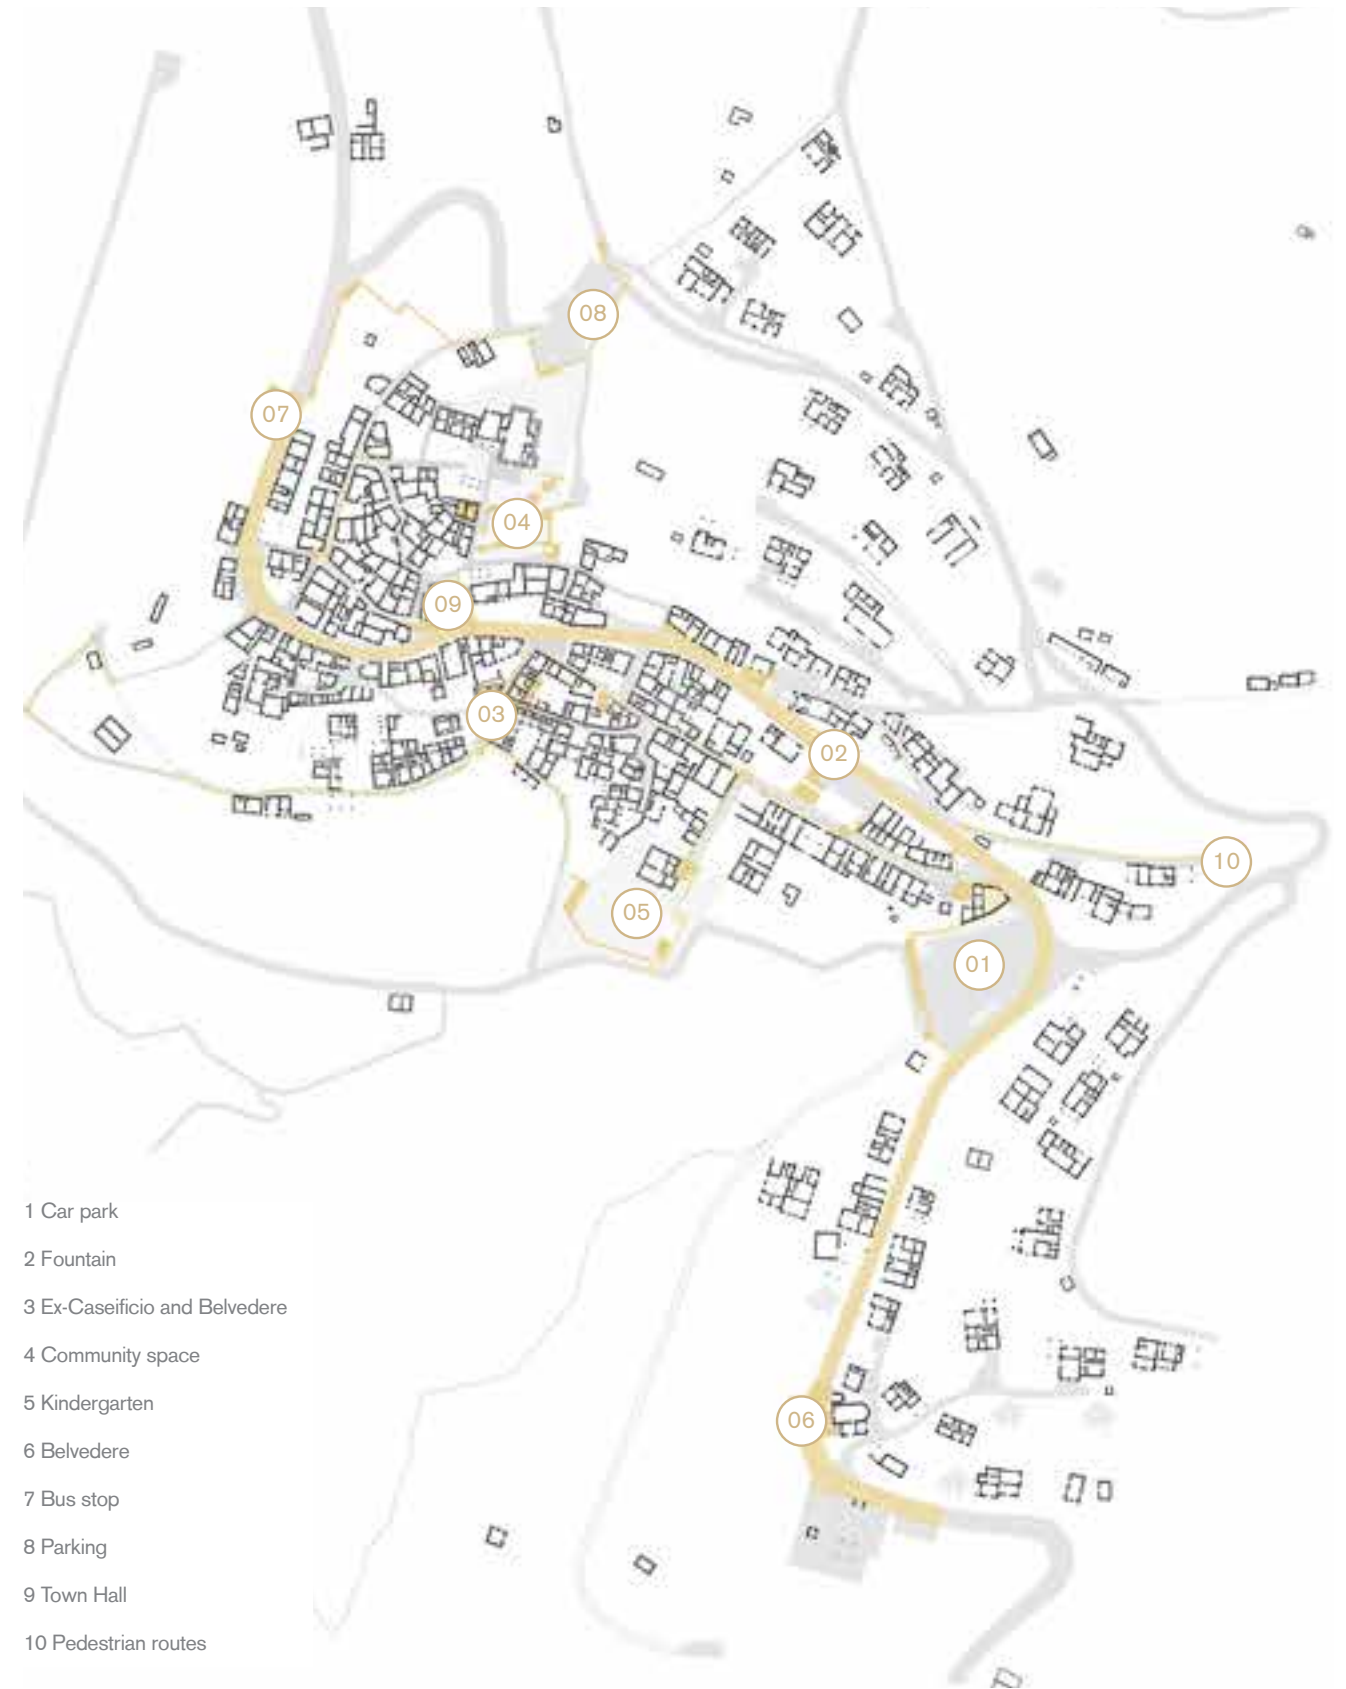 08
07
04
09
03
02
10
05
01
06
1 Car park
2 Fountain
3 Ex-Caseificio and Belvedere
4 Community space
5 Kindergarten
6 Belvedere
7 Bus stop
8 Parking
9 Town Hall
10 Pedestrian routes